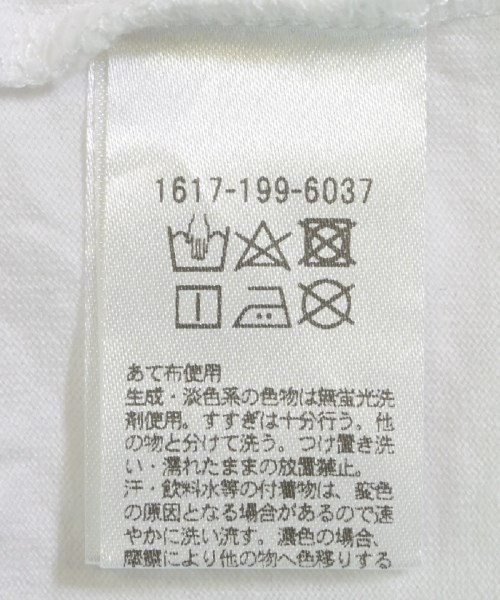 1617-199-6037
あて布使用
生成・淡色系の色物は無蛍光洗
剤使用。すすぎは十分行う、他
の物と分けて洗う。つけ置き洗
い・濡れたままの放置禁止。
汗・飲料水等の付着物は、変色
の原因となる場合があるので速
やかに洗い流す。濃色の場合、
摩擦により他の物へ色移りする